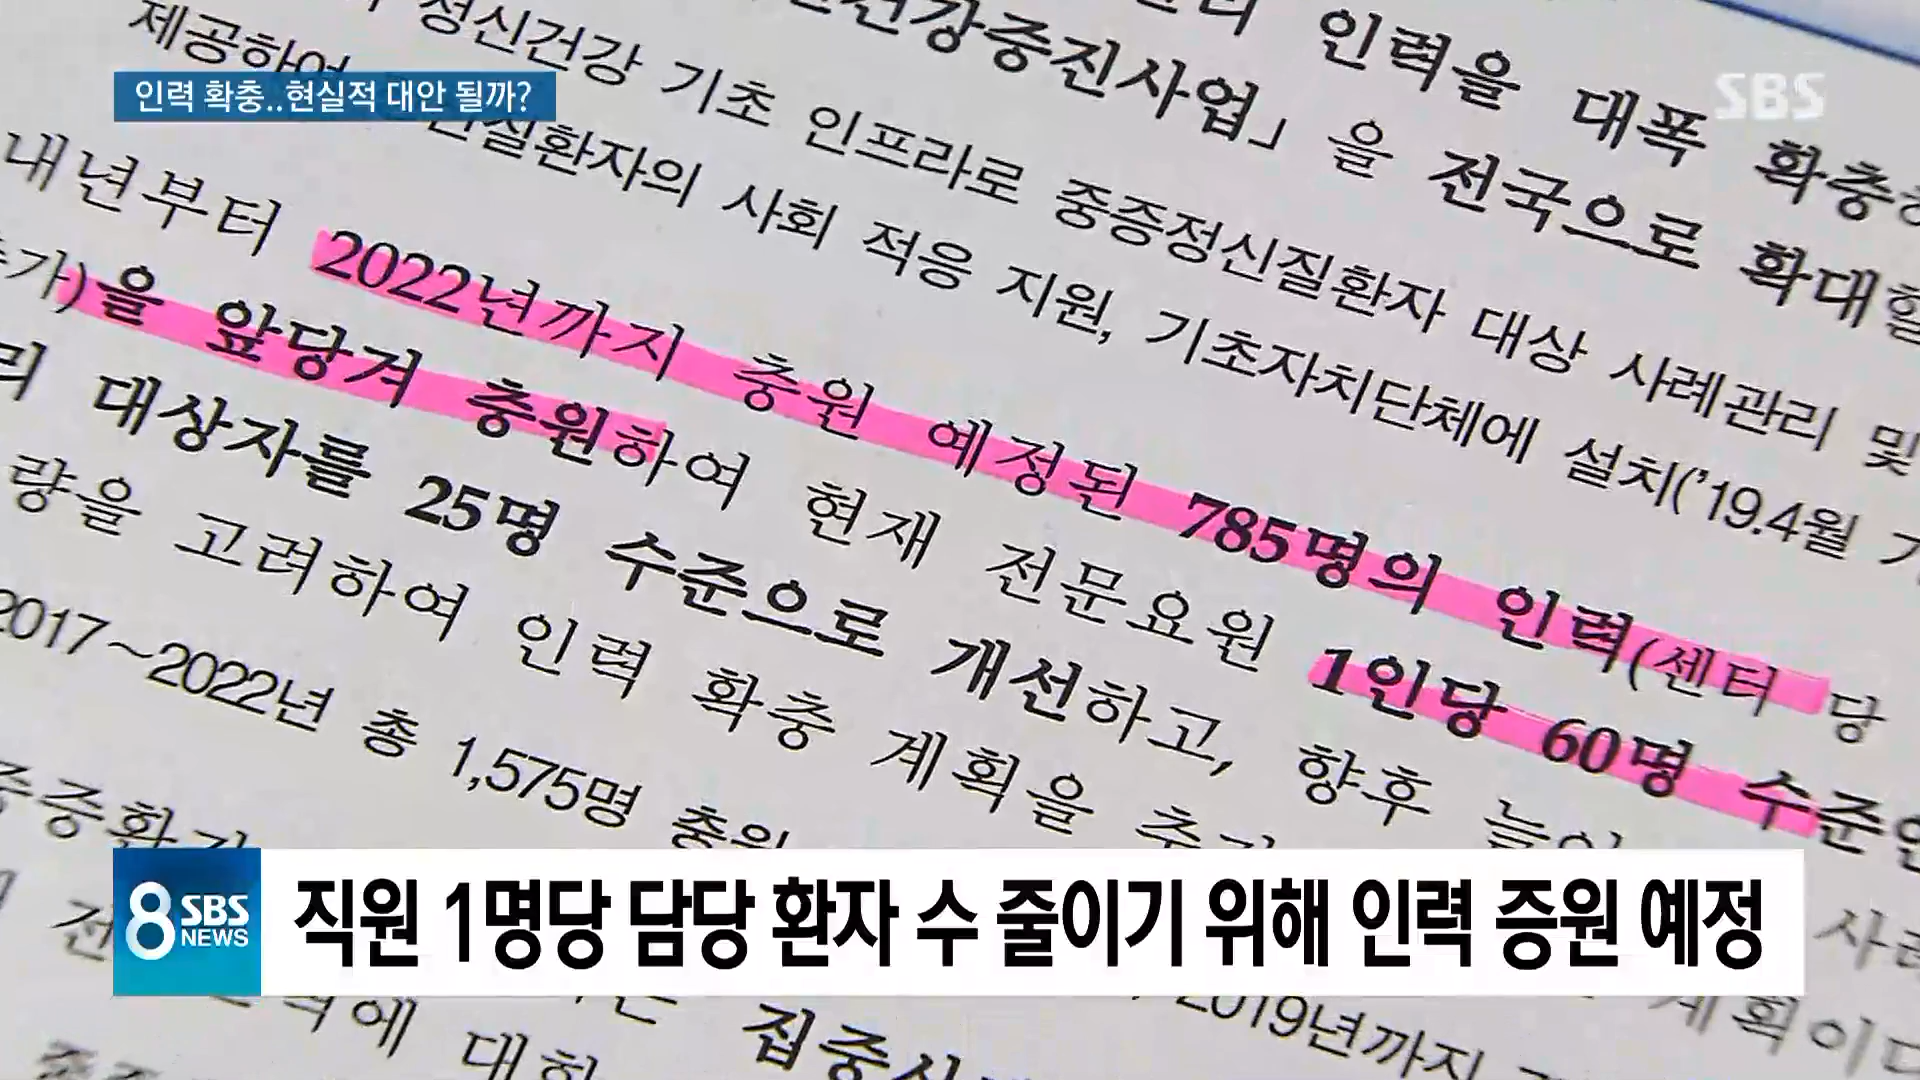 인력 확충..현실적 대안 될까?
SBS
인력을 대폭 확충
건강증진사업」을 전국으로 확대할
정신건강 기초 인프라로 중증정신질환자 대상 사례관리 및
제공하여 질환자의 사회 적응 지원, 기초자치단체에 설치('19.4월
내년부터 2022년까지 충원 예정된 785명의 인력(센터 당
추가)을 앞당겨 충원하여 현재 전문요원 1인당 60명 수준인
리 대상자를 25명 수준으로 개선하고, 향후
량을 고려하여 인력 확충 계획을
2017~2022년 총 1,575명 충원
2019년까지
집중
8 SBS NEWS
직원 1명당 담당 환자 수 줄이기 위해 인력 증원 예정